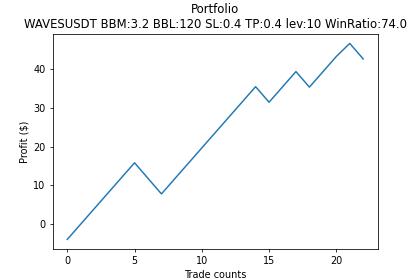 Portfolio
WAVESUSDT BBM:3.2 BBL:120 SL:0.4 TP:0.4 lev:10 WinRatio:74.0
Profit ($)
40
30
20
10
0
0 5 10 15 20
Trade counts